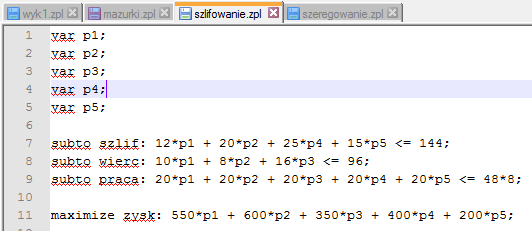 wyk1.zpl mazurki.zpl szlifowanie.zpl szeregowanie.zpl
1 var p1;
2 var p2;
3 var p3;
4 var p4;
5 var p5;
6
7 subto szlif: 12*p1 + 20*p2 + 25*p4 + 15*p5 <= 144;
8 subto wierc: 10*p1 + 8*p2 + 16*p3 <= 96;
9 subto praca: 20*p1 + 20*p2 + 20*p3 + 20*p4 + 20*p5 <= 48*8;
10
11 maximize zysk: 550*p1 + 600*p2 + 350*p3 + 400*p4 + 200*p5;